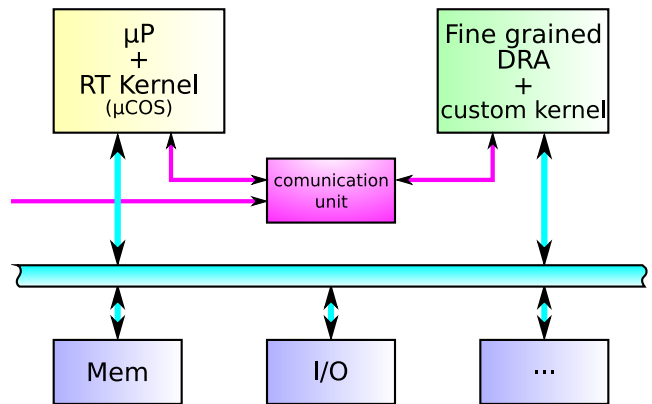 µP
+
RT Kernel
(µCOS)
Fine grained
DRA
+
custom kernel
comunication
unit
Mem
I/O
...